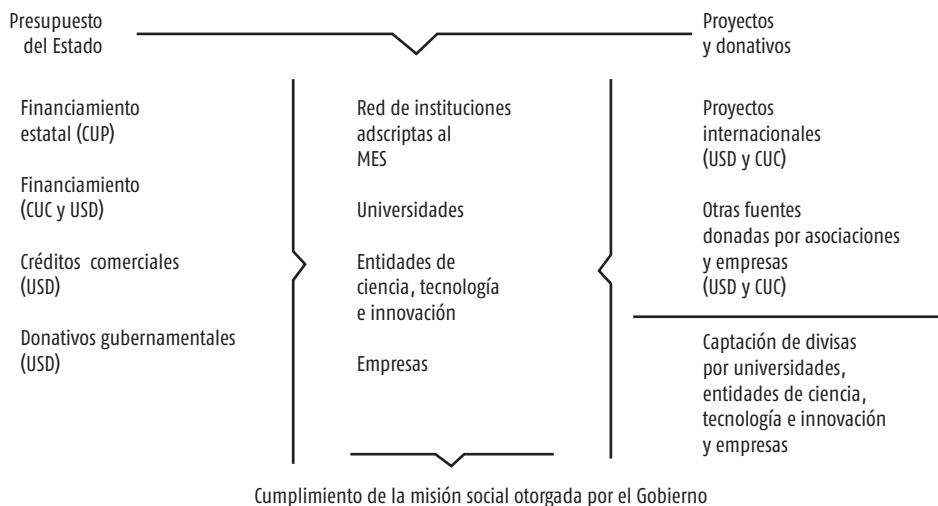 Presupuesto
del Estado
Proyectos
y donativos
Financiamiento
estatal (CUP)
Financiamiento
(CUC y USD)
Créditos comerciales
(USD)
Donativos gubernamentales
(USD)
Red de instituciones
adscriptas al
MES
Universidades
Entidades de
ciencia, tecnología
e innovación
Empresas
Proyectos
internacionales
(USD y CUC)
Otras fuentes
donadas por asociaciones
y empresas
(USD y CUC)
Captación de divisas
por universidades,
entidades de ciencia,
tecnología e innovación
y empresas
Cumplimiento de la misión social otorgada por el Gobierno